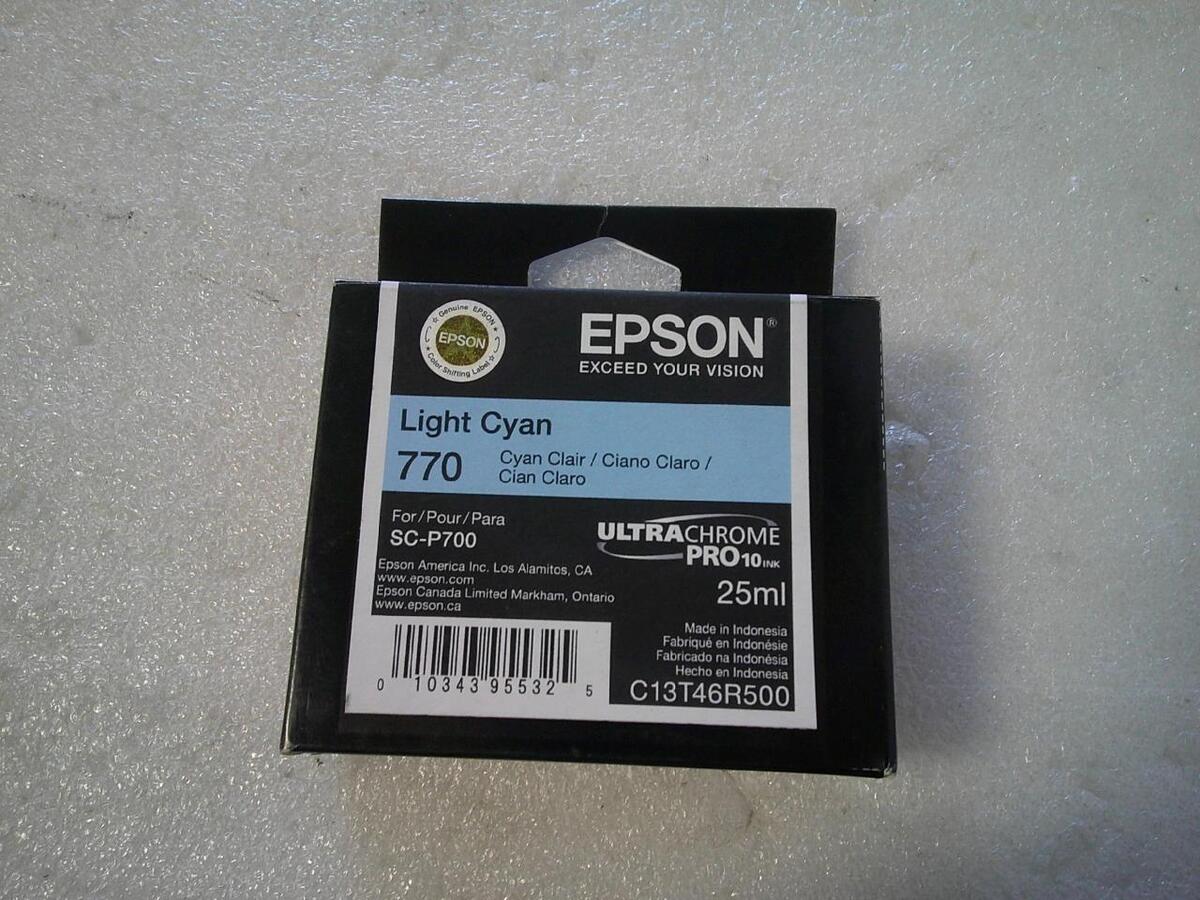 Genuine EPSON
EPSON
Color Shifting Label
EPSON®
EXCEED YOUR VISION
Light Cyan
770
Cyan Clair / Ciano Claro /
Cian Claro
For/Pour/Para
SC-P700
ULTRACHROME
PRO10INK
25ml
Epson America Inc. Los Alamitos, CA
www.epson.com
Epson Canada Limited Markham, Ontario
www.epson.ca
Made in Indonesia
Fabriqué en Indonésie
Fabricado na Indonésia
Hecho en Indonesia
C13T46R500
0 10343 95532 5